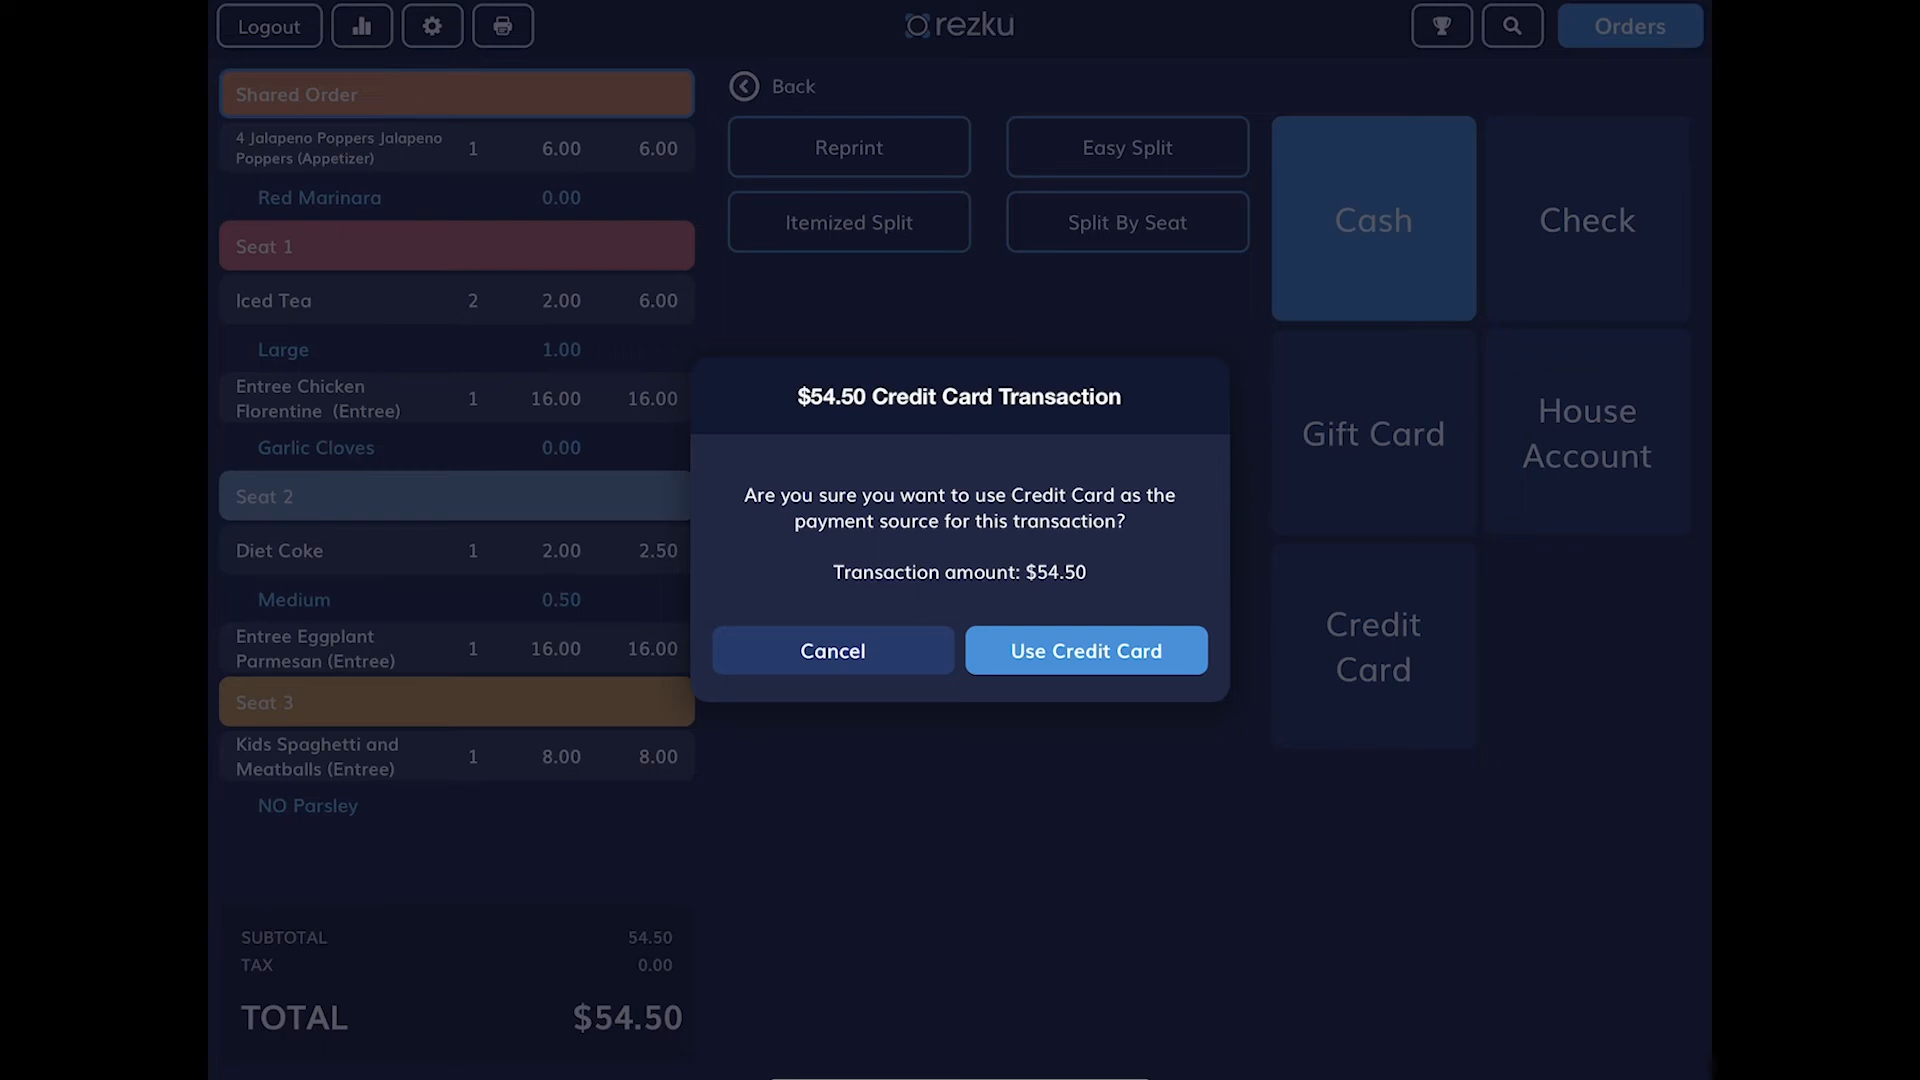 Logout
rezku
Orders
Shared Order
4 Jalapeno Poppers Jalapeno
Poppers (Appetizer) 1 6.00 6.00
Red Marinara 0.00
Seat 1
Iced Tea 2 2.00 6.00
Large 1.00
Entree Chicken
Florentine (Entree) 1 16.00 16.00
Garlic Cloves 0.00
Seat 2
Diet Coke 1 2.00 2.50
Medium 0.50
Entree Eggplant
Parmesan (Entree) 1 16.00 16.00
Seat 3
Kids Spaghetti and
Meatballs (Entree) 1 8.00 8.00
NO Parsley
SUBTOTAL 54.50
TAX 0.00
TOTAL $54.50
Back
Reprint Easy Split
Itemized Split Split By Seat
Cash Check
Gift Card House
Account
Credit
Card
$54.50 Credit Card Transaction
Are you sure you want to use Credit Card as the
payment source for this transaction?
Transaction amount: $54.50
Cancel Use Credit Card